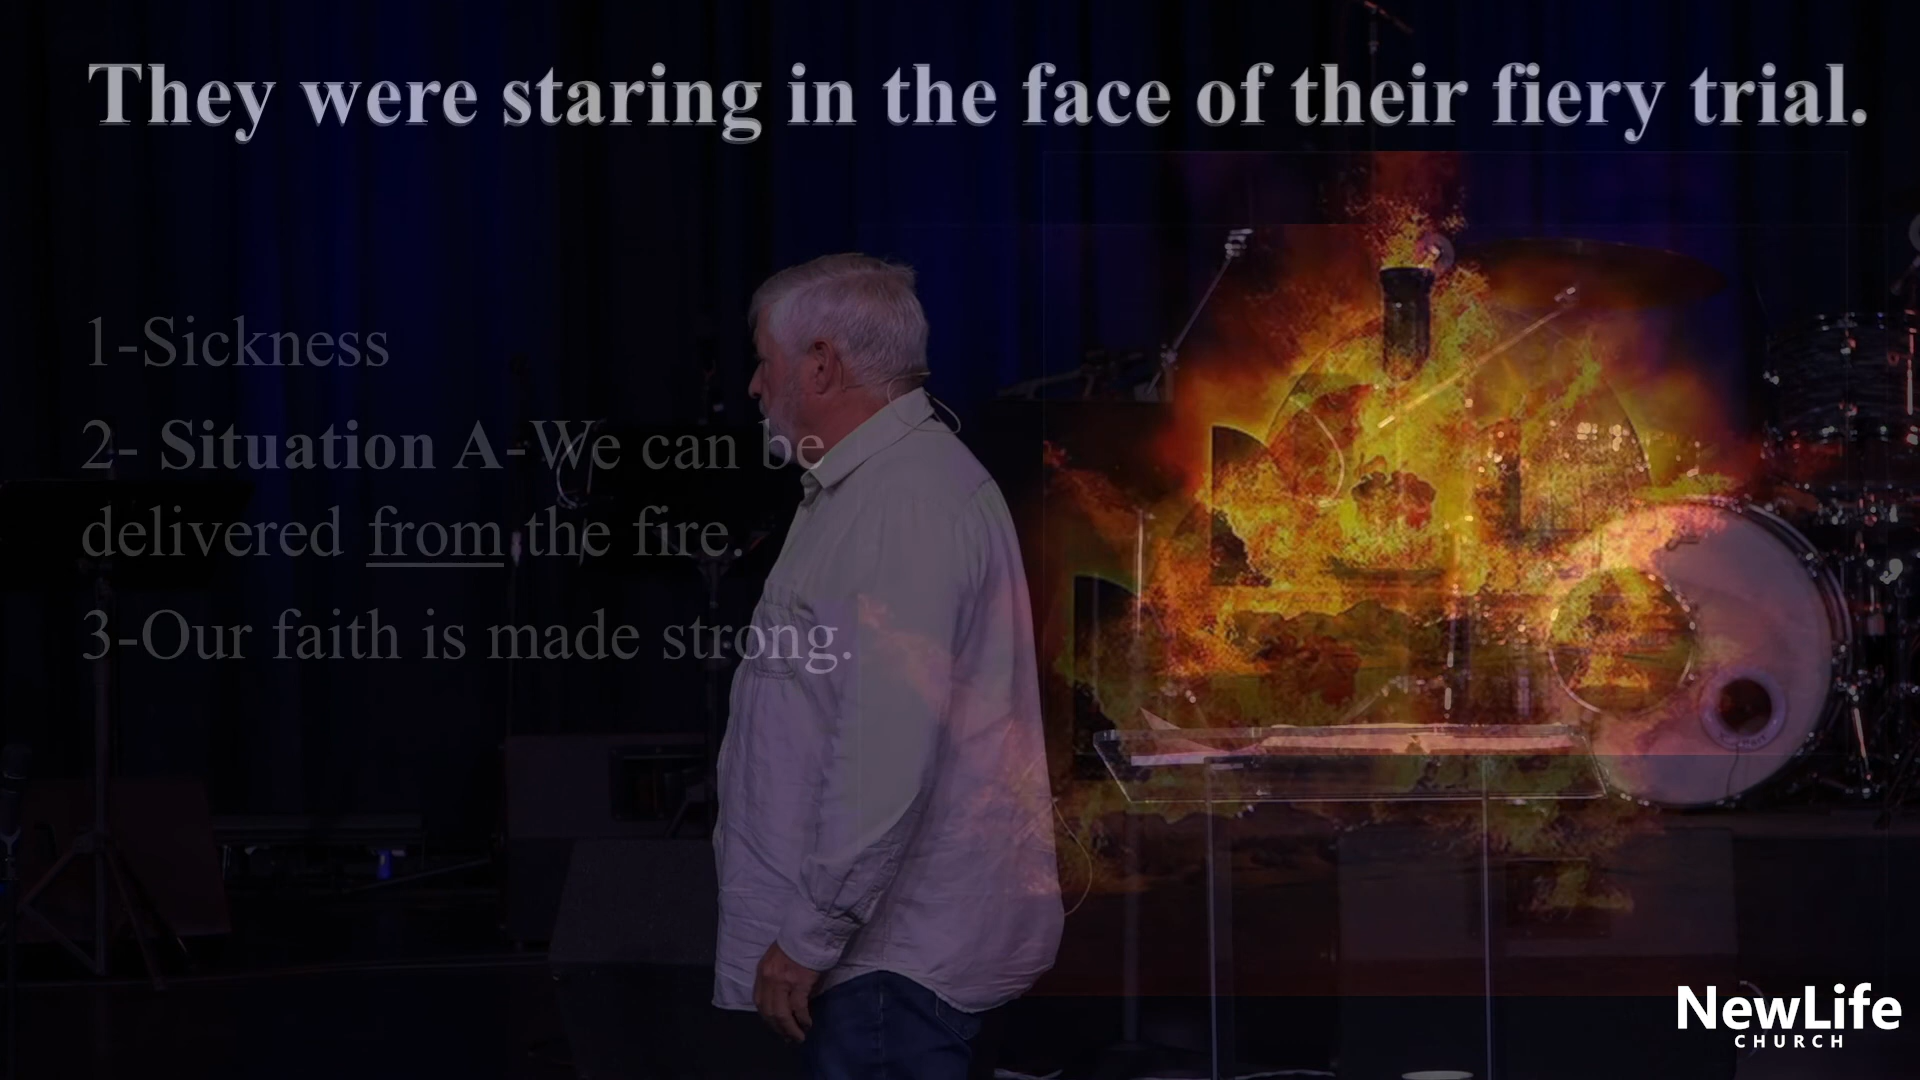 They were staring in the face of their fiery trial.
1-Sickness
2- Situation A-We can be
delivered from the fire.
3-Our faith is made strong.
NewLife
CHURCH